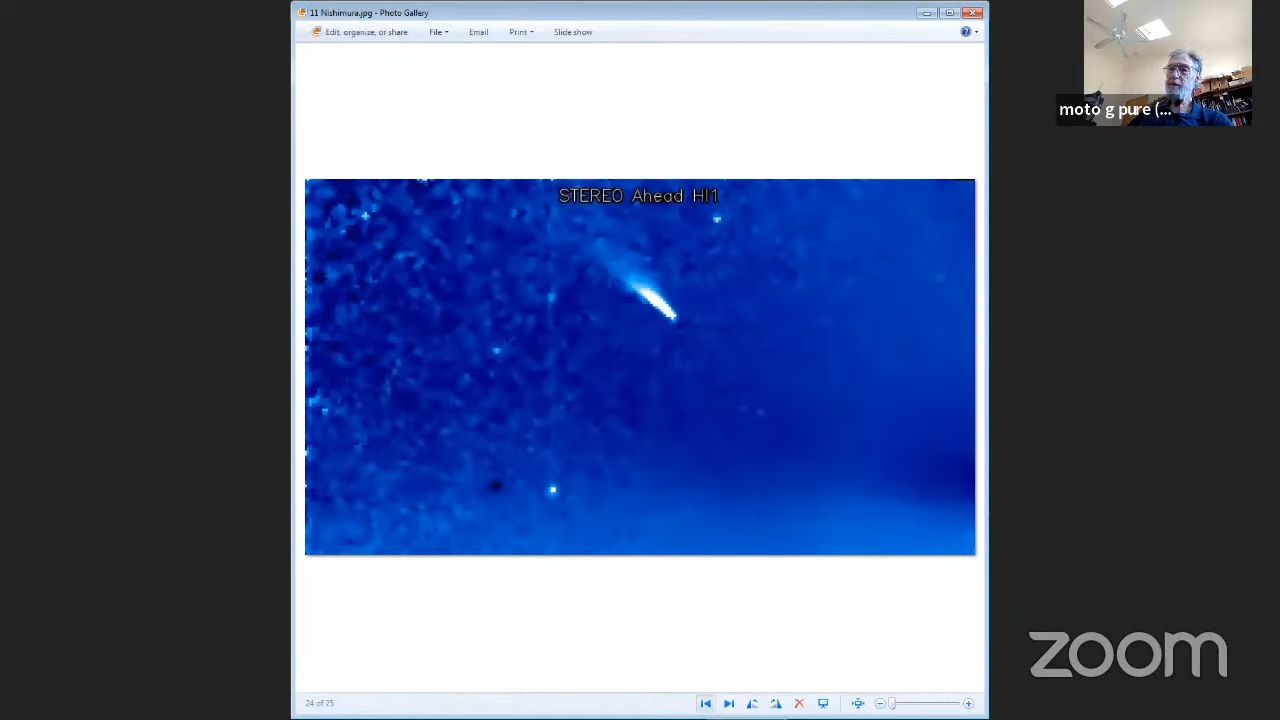 11 Nishimura.jpg - Photo Gallery
Edit, organize, or share File Email Print Slide show
moto g pure (...
STEREO Ahead HI1
zoom
24 of 25